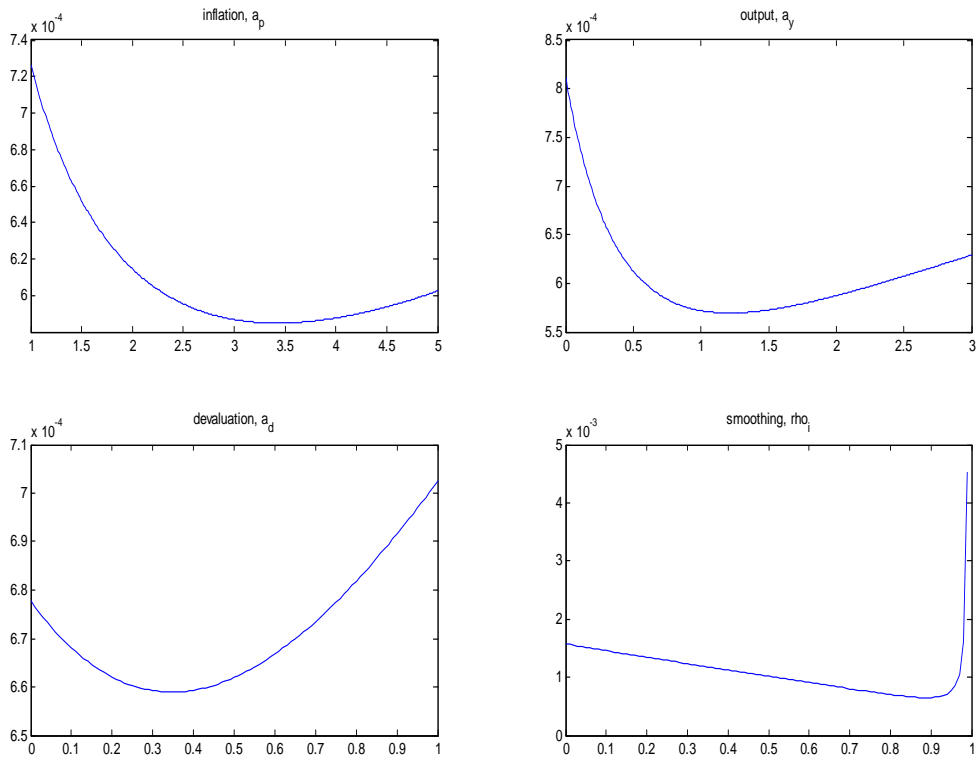 inflation, a_p
x 10^-4
7.4
7.2
7
6.8
6.6
6.4
6.2
6
1 1.5 2 2.5 3 3.5 4 4.5 5
output, a_y
x 10^-4
8.5
8
7.5
7
6.5
6
5.5
0 0.5 1 1.5 2 2.5 3
devaluation, a_d
x 10^-4
7.1
7
6.9
6.8
6.7
6.6
6.5
0 0.1 0.2 0.3 0.4 0.5 0.6 0.7 0.8 0.9 1
smoothing, rho_i
x 10^-3
5
4
3
2
1
0
0 0.1 0.2 0.3 0.4 0.5 0.6 0.7 0.8 0.9 1